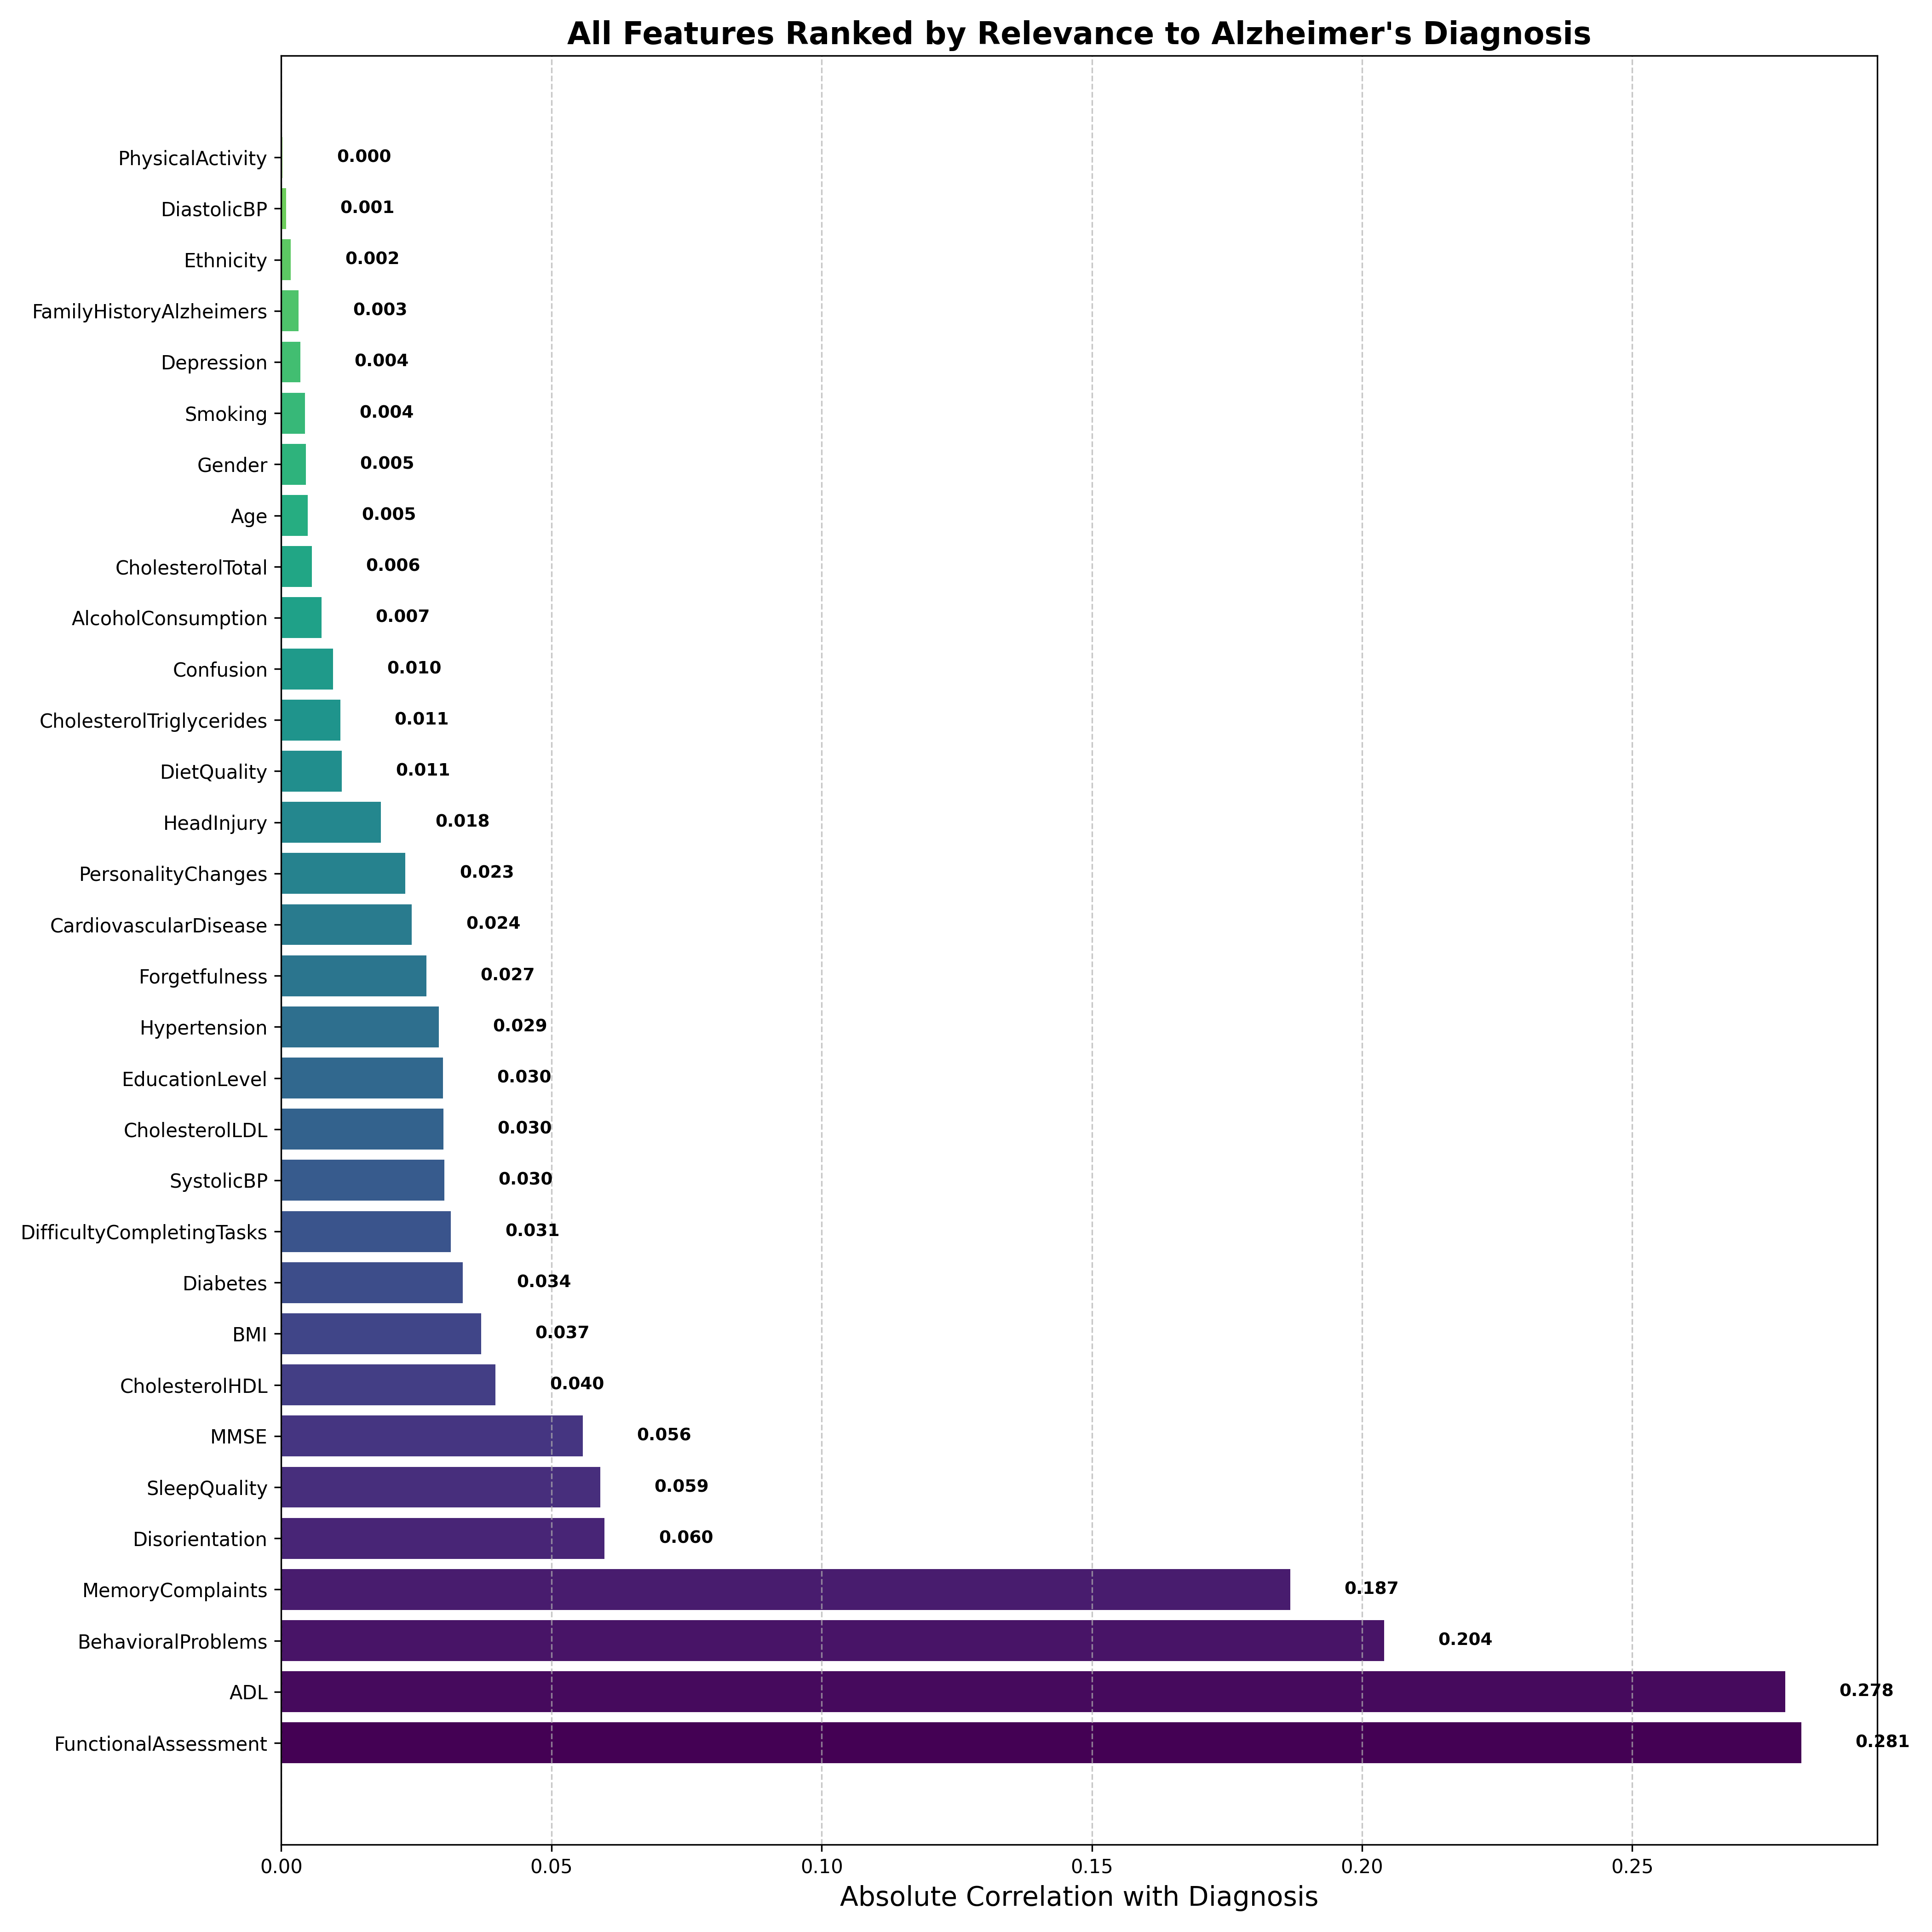 All Features Ranked by Relevance to Alzheimer's Diagnosis
PhysicalActivity 0.000
DiastolicBP 0.001
Ethnicity 0.002
FamilyHistoryAlzheimers 0.003
Depression 0.004
Smoking 0.004
Gender 0.005
Age 0.005
CholesterolTotal 0.006
AlcoholConsumption 0.007
Confusion 0.010
CholesterolTriglycerides 0.011
DietQuality 0.011
HeadInjury 0.018
PersonalityChanges 0.023
CardiovascularDisease 0.024
Forgetfulness 0.027
Hypertension 0.029
EducationLevel 0.030
CholesterolLDL 0.030
SystolicBP 0.030
DifficultyCompletingTasks 0.031
Diabetes 0.034
BMI 0.037
CholesterolHDL 0.040
MMSE 0.056
SleepQuality 0.059
Disorientation 0.060
MemoryComplaints 0.187
BehavioralProblems 0.204
ADL 0.278
FunctionalAssessment 0.281
0.00 0.05 0.10 0.15 0.20 0.25
Absolute Correlation with Diagnosis